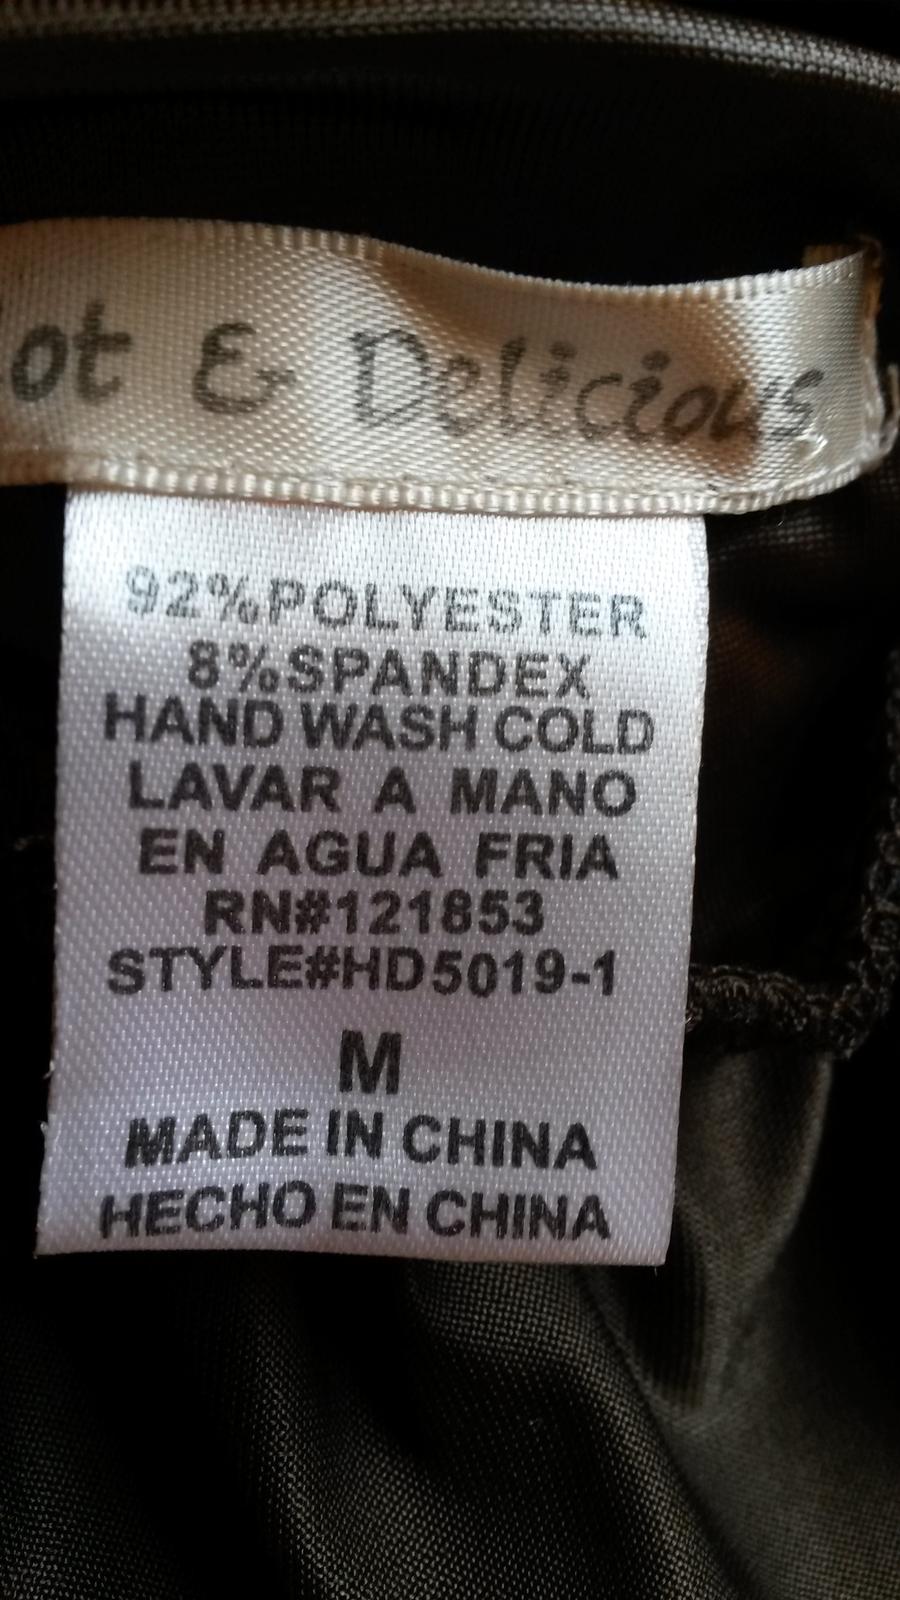 ot & Delicious
92%POLYESTER
8%SPANDEX
HAND WASH COLD
LAVAR A MANO
EN AGUA FRIA
RN#121853
STYLE#HD5019-1
M
MADE IN CHINA
HECHO EN CHINA